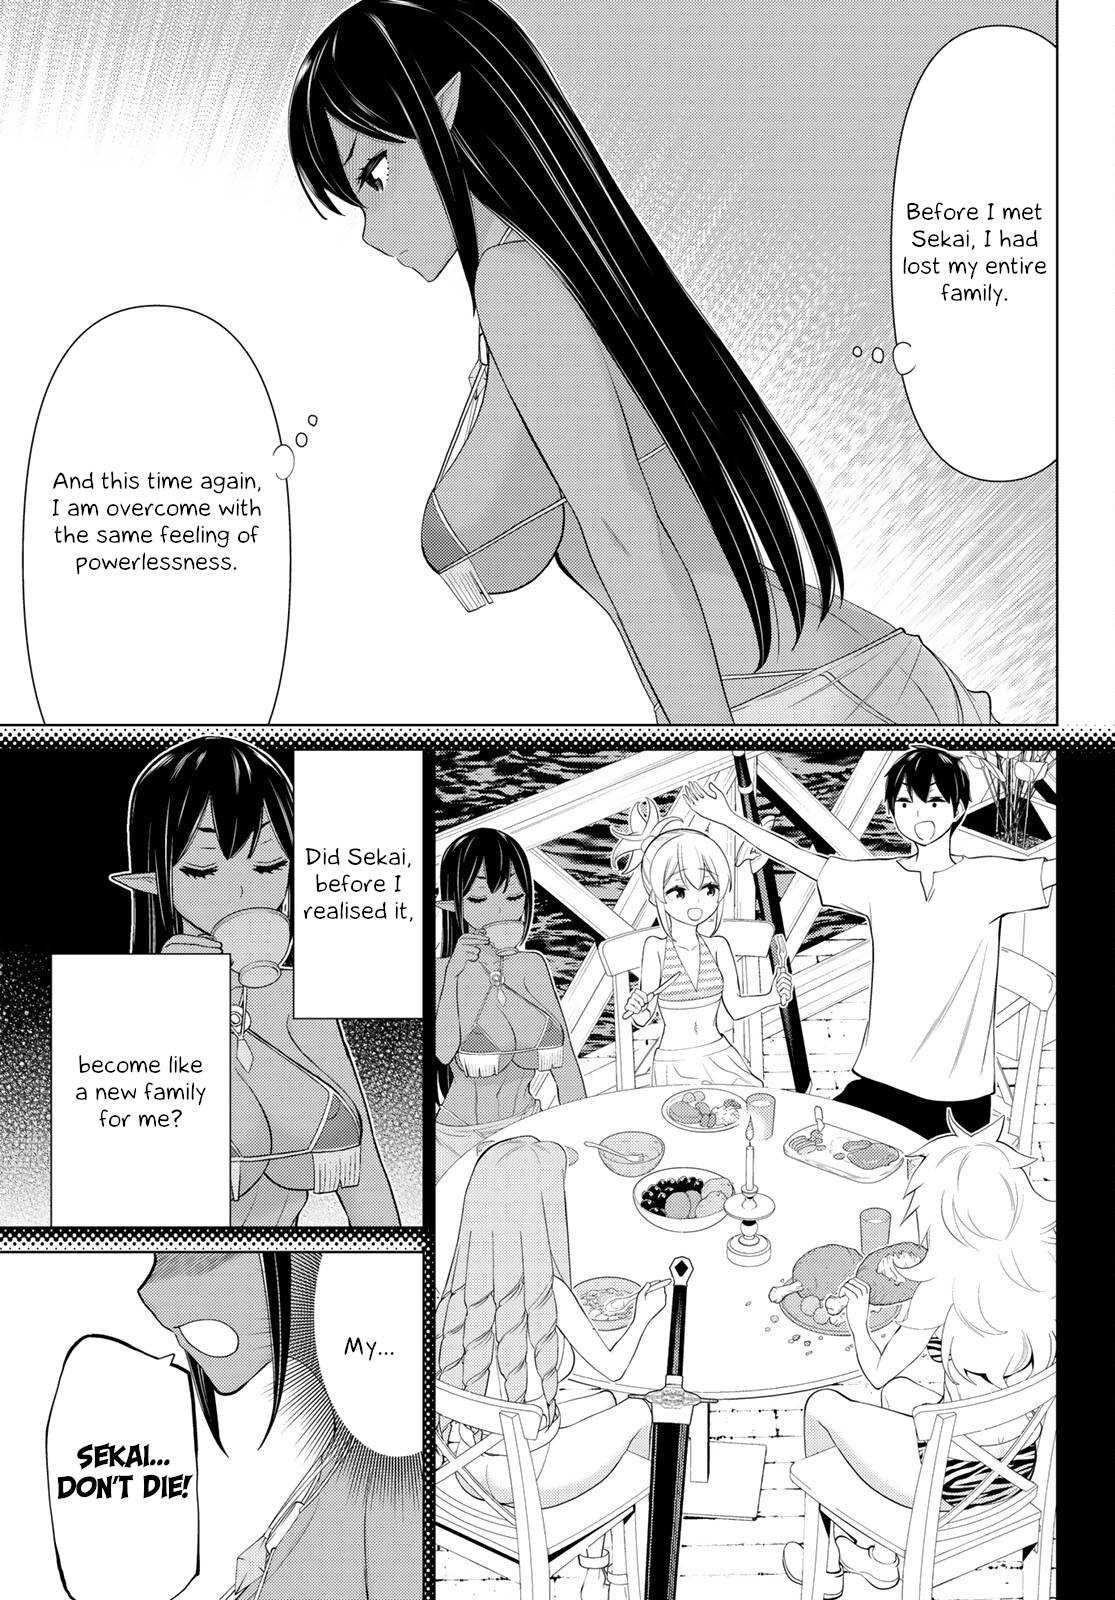 Before I met
Sekai, I had
lost my entire
family.
And this time again,
I am overcome with
the same feeling of
powerlessness.
Did Sekai,
before I
realised it,
become like
a new family
for me?
My...
SEKAI...
DON'T DIE!